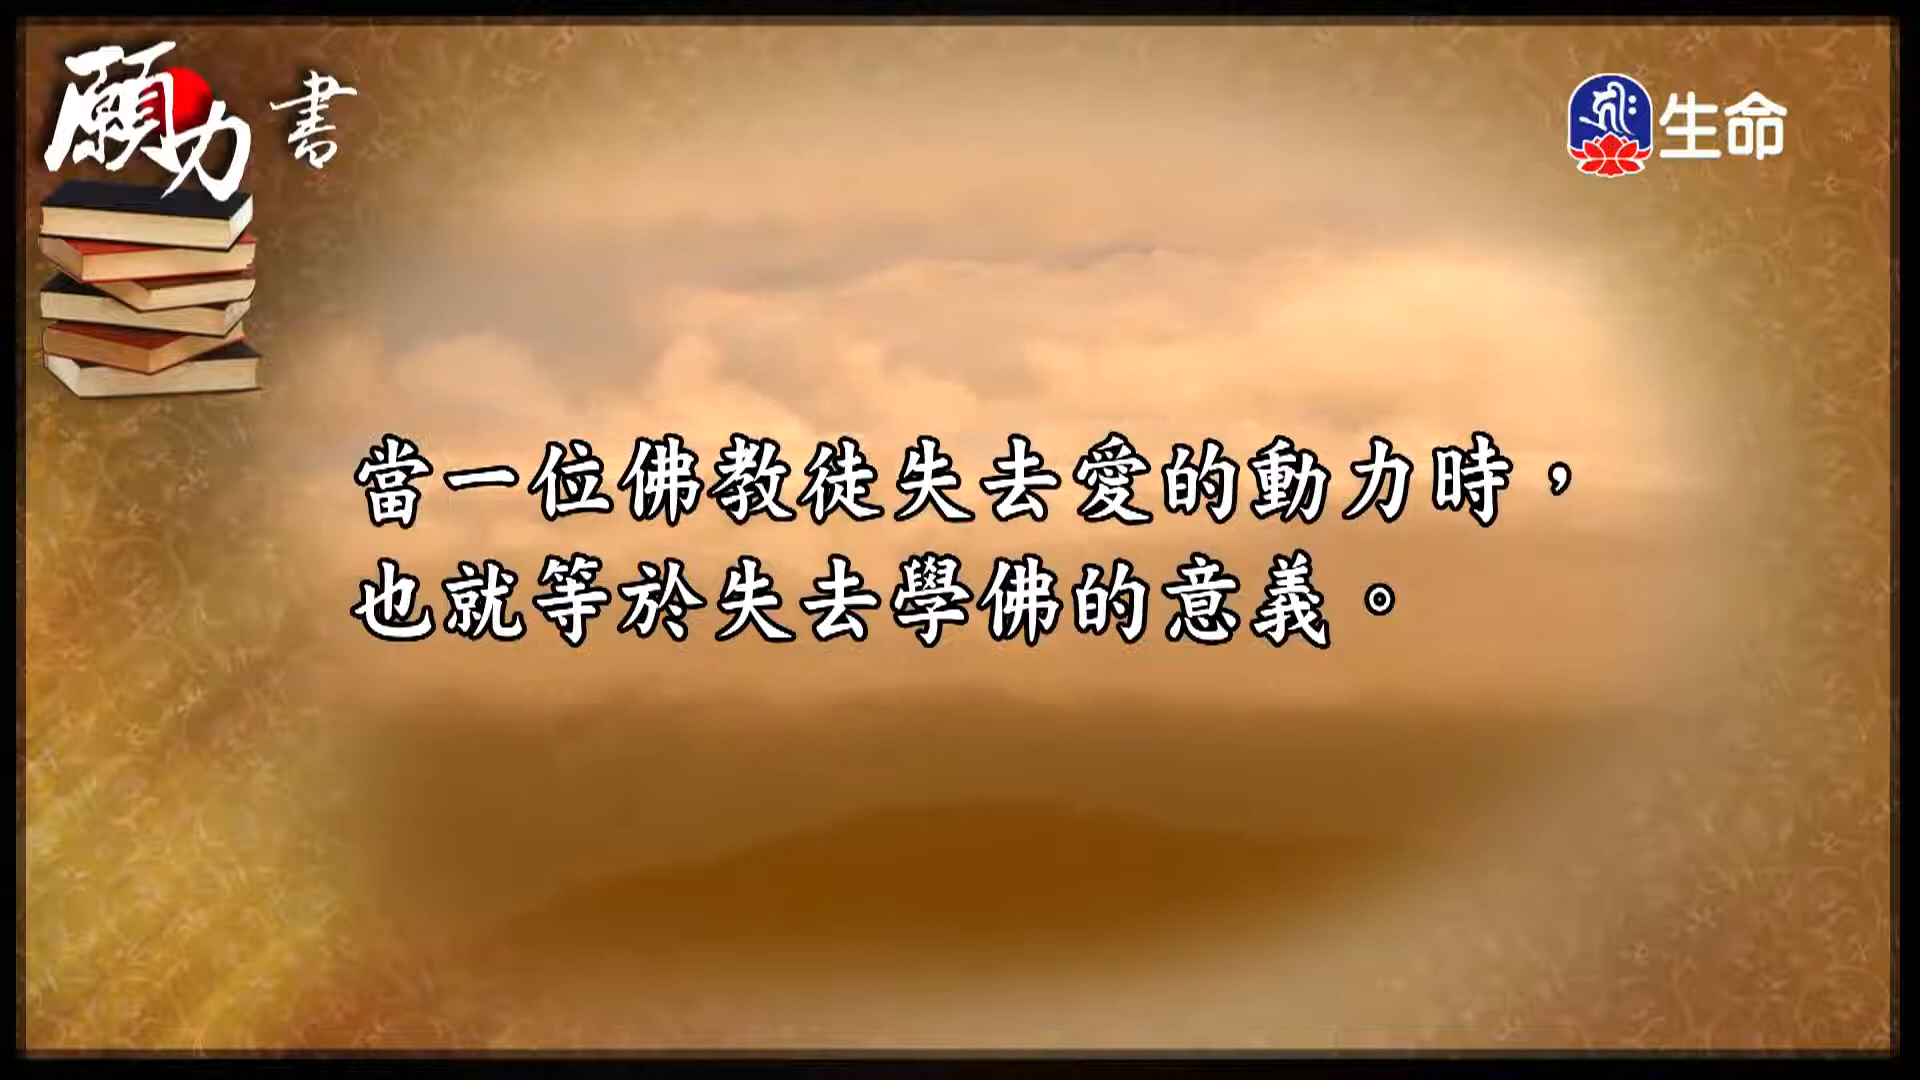 願力書
生命
當一位佛教徒失去愛的動力時，
也就等於失去學佛的意義。